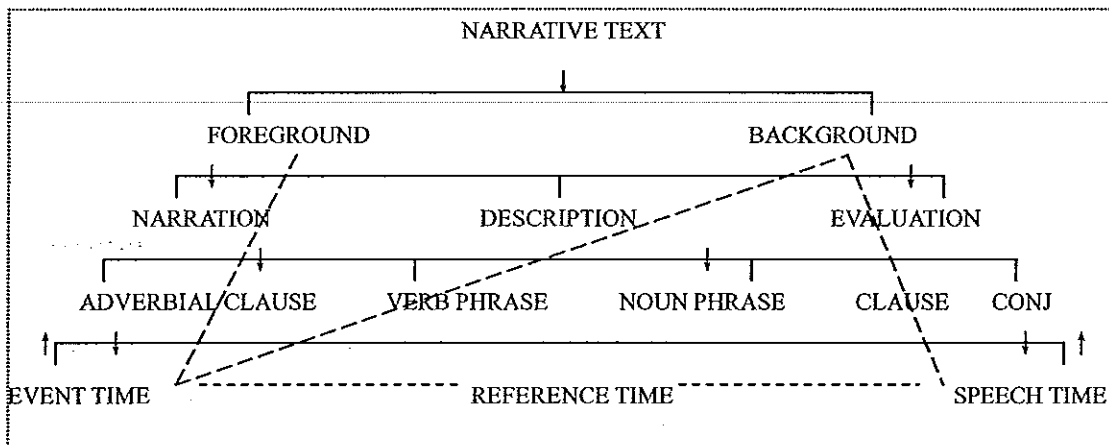 NARRATIVE TEXT
FOREGROUND BACKGROUND
NARRATION DESCRIPTION EVALUATION
ADVERBIAL CLAUSE VERB PHRASE NOUN PHRASE CLAUSE CONJ
EVENT TIME REFERENCE TIME SPEECH TIME